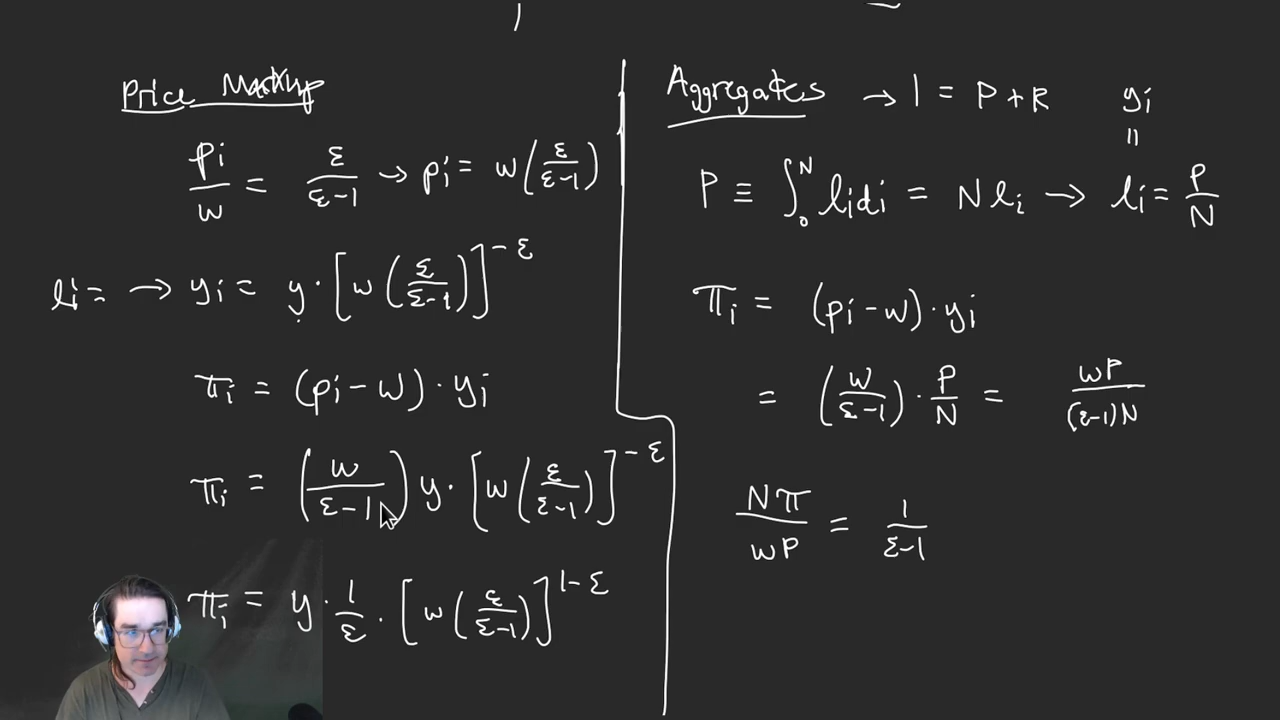 Price Markup
pi/w = ε/(ε-1) → pi = w(ε/(ε-1))
li = → yi = y · [w(ε/(ε-1))]^-ε
πi = (pi - w) · yi
πi = (w/(ε-1)) y · [w(ε/(ε-1))]^-ε
πi = y · 1/ε · [w(ε/(ε-1))]^1-ε
Aggregates → 1 = P + R
yi
=
P ≡ ∫₀ᴺ li di = N li → li = P/N
πi = (pi - w) · yi
= (w/(ε-1)) · P/N = wP/((ε-1)N)
Nπ/wP = 1/(ε-1)